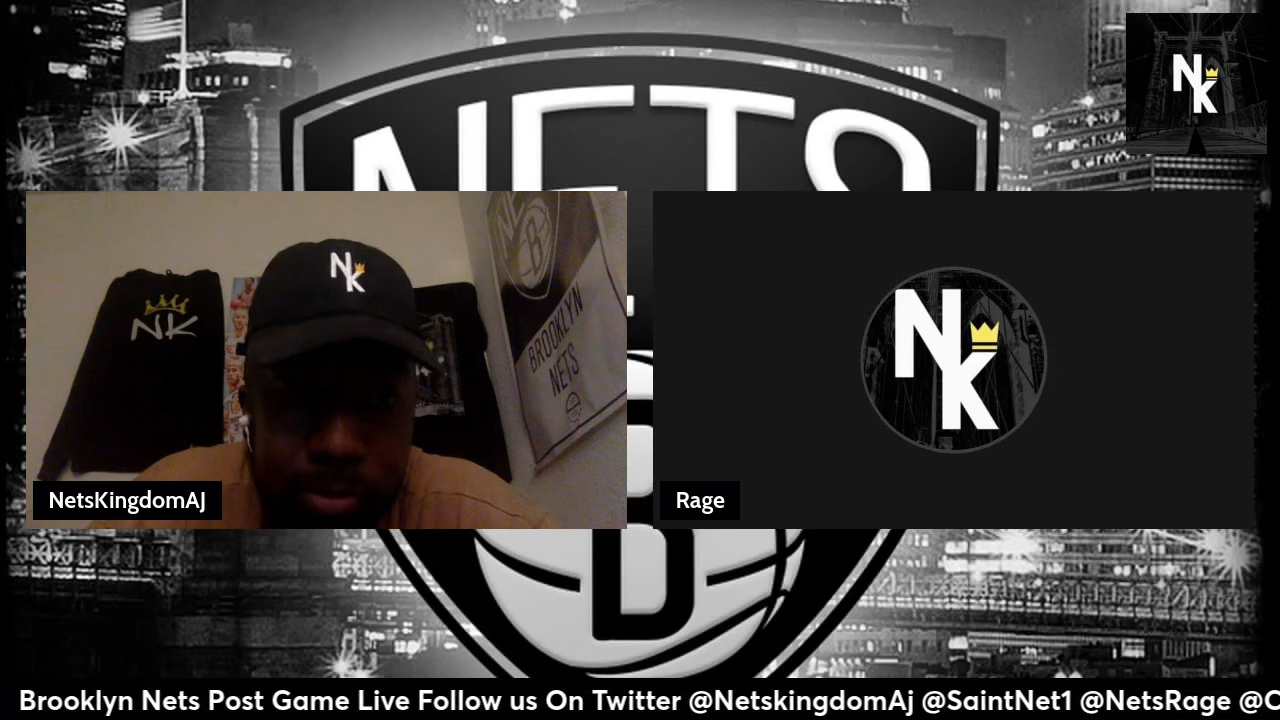 NETS
NK
NK
NK
BROOKLYN
NETS
B
NK
NetsKingdomAJ
Rage
B
Brooklyn Nets Post Game Live Follow us On Twitter @NetskingdomAj @SaintNet1 @NetsRage